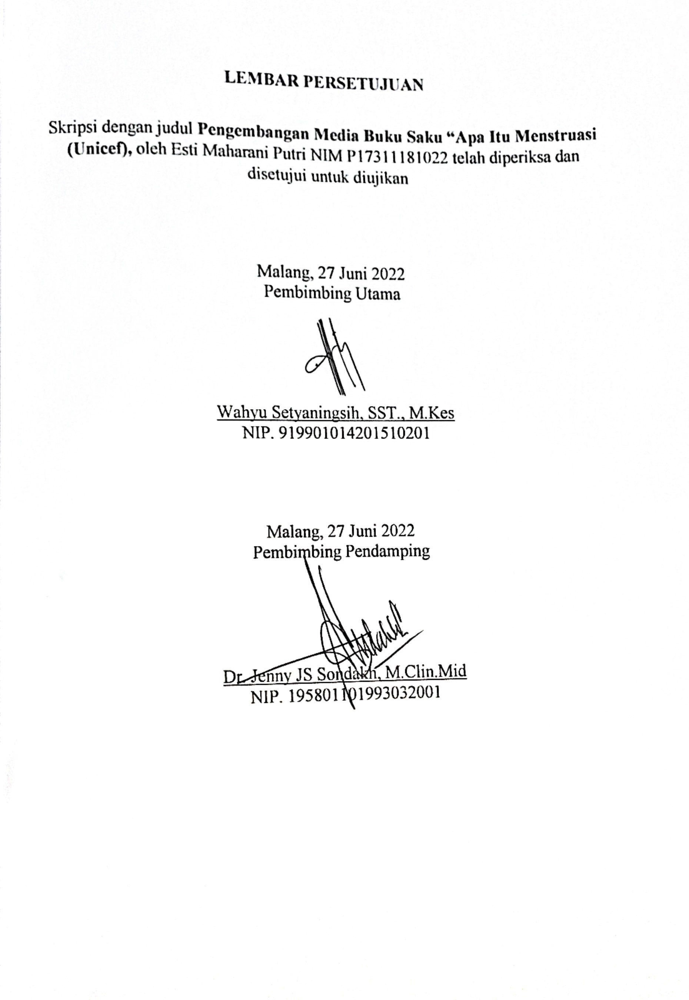 LEMBAR PERSETUJUAN
Skripsi dengan judul Pengembangan Media Buku Saku “Apa Itu Menstruasi
(Unicef), oleh Esti Maharani Putri NIM P17311181022 telah diperiksa dan
disetujui untuk diujikan
Malang, 27 Juni 2022
Pembimbing Utama
Wahyu Setyaningsih, SST., M.Kes
NIP. 919901014201510201
Malang, 27 Juni 2022
Pembimbing Pendamping
Dr. Jenny JS Sondakh, M.Clin.Mid
NIP. 195801101993032001